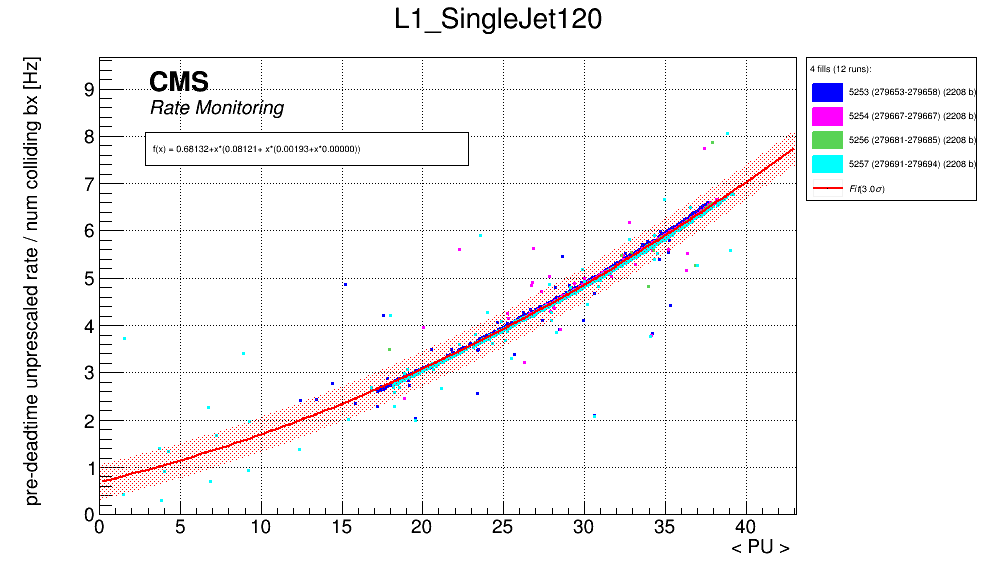 L1_SingleJet120
pre-deadtime unprescaled rate / num colliding bx [Hz]
CMS
Rate Monitoring
f(x) = 0.68132+x*(0.08121+ x*(0.00193+x*0.00000))
9
8
7
6
5
4
3
2
1
0
0 5 10 15 20 25 30 35 40
< PU >
4 fills (12 runs):
5253 (279653-279658) (2208 b)
5254 (279667-279667) (2208 b)
5256 (279681-279685) (2208 b)
5257 (279691-279694) (2208 b)
Fit(3.0σ)